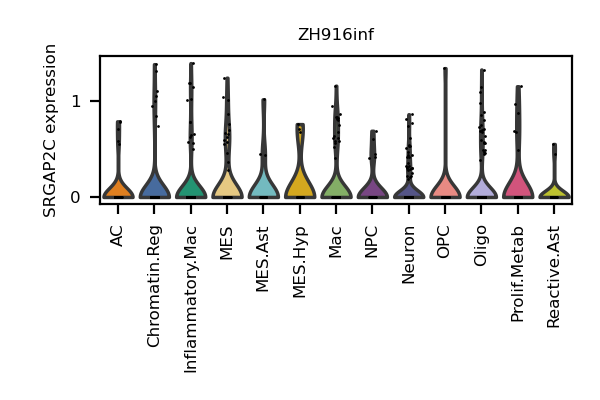 ZH916inf
SRGAP2C expression
1
0
AC
Chromatin.Reg
Inflammatory.Mac
MES
MES.Ast
MES.Hyp
Mac
NPC
Neuron
OPC
Oligo
Prolif.Metab
Reactive.Ast